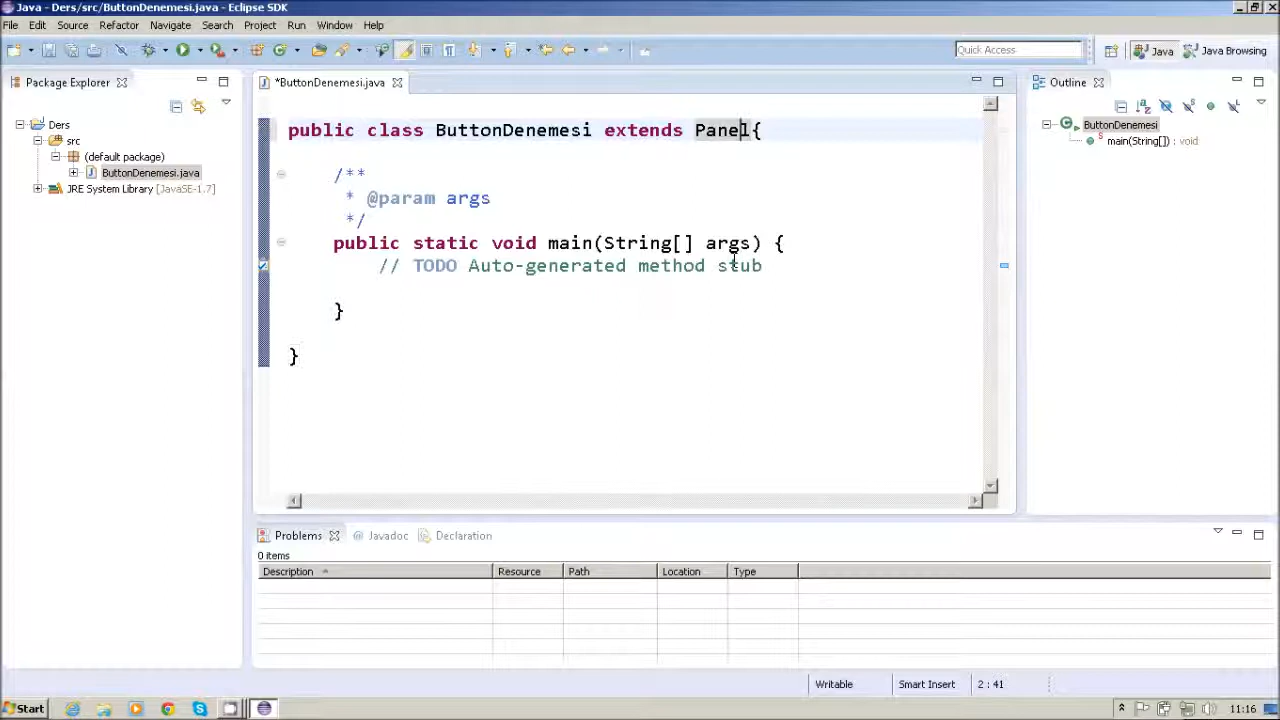 Java - Ders/src/ButtonDenemesi.java - Eclipse SDK
File Edit Source Refactor Navigate Search Project Run Window Help
Quick Access
Java
Java Browsing
Package Explorer
Ders
src
(default package)
ButtonDenemesi.java
JRE System Library [JavaSE-1.7]
*ButtonDenemesi.java
public class ButtonDenemesi extends Panel{
/**
* @param args
*/
public static void main(String[] args) {
// TODO Auto-generated method stub
}
}
Outline
ButtonDenemesi
main(String[]) : void
Problems @ Javadoc Declaration
0 items
Description Resource Path Location Type
Writable Smart Insert 2 : 41
Start 11:16